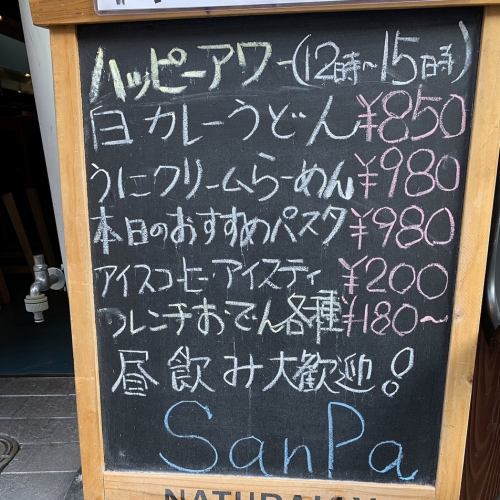 ハッピーアワー(12時~15時)
白カレーうどん ¥850
うにクリームらーめん ¥980
本日のおすすめパスタ ¥980
アイスコーヒー・アイスティ ¥200
フレンチおでん各種 ¥180~
昼飲み大歓迎!
SanPa